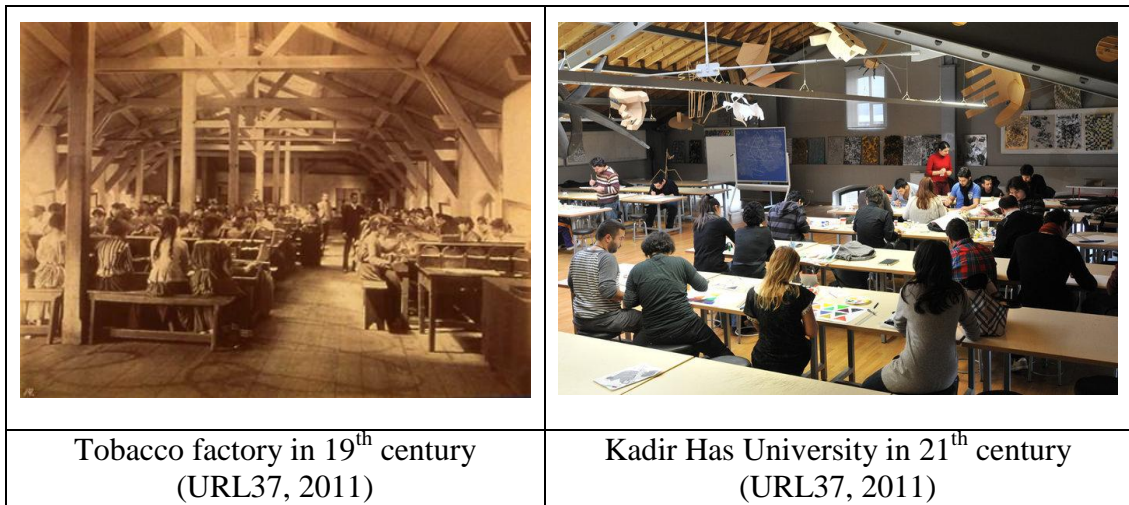 Tobacco factory in 19th century
(URL37, 2011)
Kadir Has University in 21th century
(URL37, 2011)